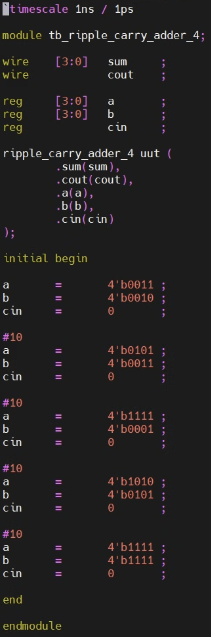 `timescale 1ns / 1ps
module tb_ripple_carry_adder_4;
wire [3:0] sum ;
wire cout ;
reg [3:0] a ;
reg [3:0] b ;
reg cin ;
ripple_carry_adder_4 uut (
.sum(sum),
.cout(cout),
.a(a),
.b(b),
.cin(cin)
);
initial begin
a = 4'b0011 ;
b = 4'b0010 ;
cin = 0 ;
#10
a = 4'b0101 ;
b = 4'b0011 ;
cin = 0 ;
#10
a = 4'b1111 ;
b = 4'b0001 ;
cin = 0 ;
#10
a = 4'b1010 ;
b = 4'b0101 ;
cin = 0 ;
#10
a = 4'b1111 ;
b = 4'b1111 ;
cin = 0 ;
end
endmodule